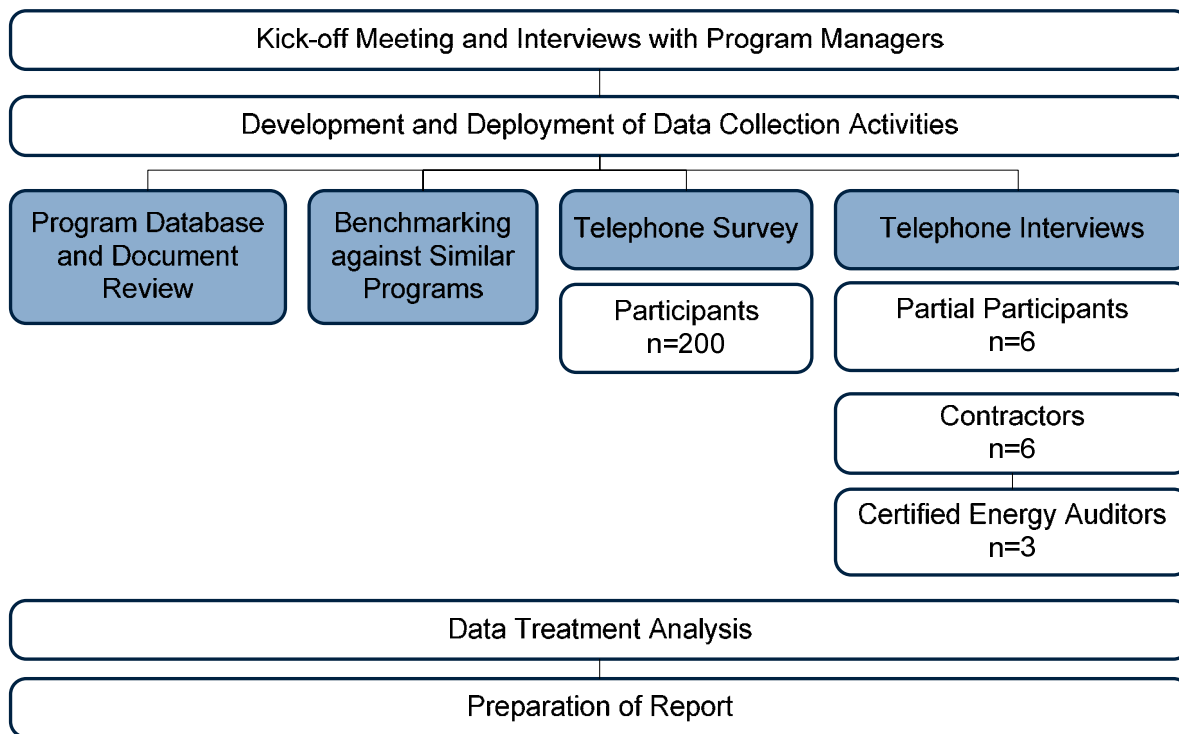 Kick-off Meeting and Interviews with Program Managers
Development and Deployment of Data Collection Activities
Program Database
and Document
Review
Benchmarking
against Similar
Programs
Telephone Survey
Participants
n=200
Telephone Interviews
Partial Participants
n=6
Contractors
n=6
Certified Energy Auditors
n=3
Data Treatment Analysis
Preparation of Report